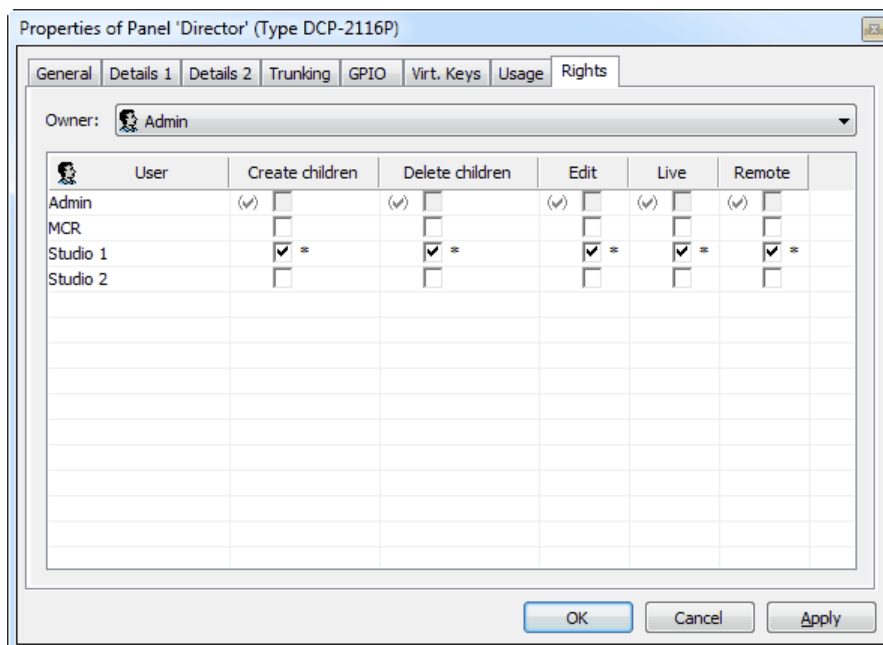 Properties of Panel 'Director' (Type DCP-2116P)
General Details 1 Details 2 Trunking GPIO Virt. Keys Usage Rights
Owner: Admin
User Create children Delete children Edit Live Remote
Admin (✓) (✓) (✓) (✓) (✓)
MCR
Studio 1 ✓ * ✓ * ✓ * ✓ * ✓ *
Studio 2
OK Cancel Apply